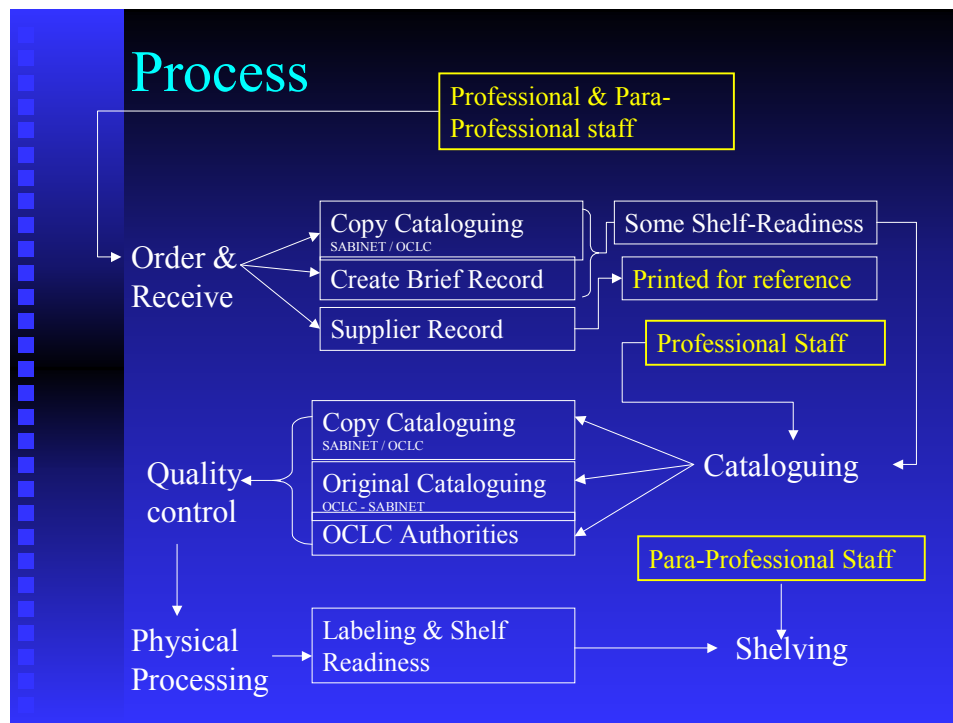 Process
Professional & Para-
Professional staff
Copy Cataloguing
SABINET / OCLC
Some Shelf-Readiness
Order &
Receive
Create Brief Record
Printed for reference
Supplier Record
Professional Staff
Copy Cataloguing
SABINET / OCLC
Cataloguing
Quality
control
Original Cataloguing
OCLC - SABINET
OCLC Authorities
Para-Professional Staff
Physical
Processing
Labeling & Shelf
Readiness
Shelving